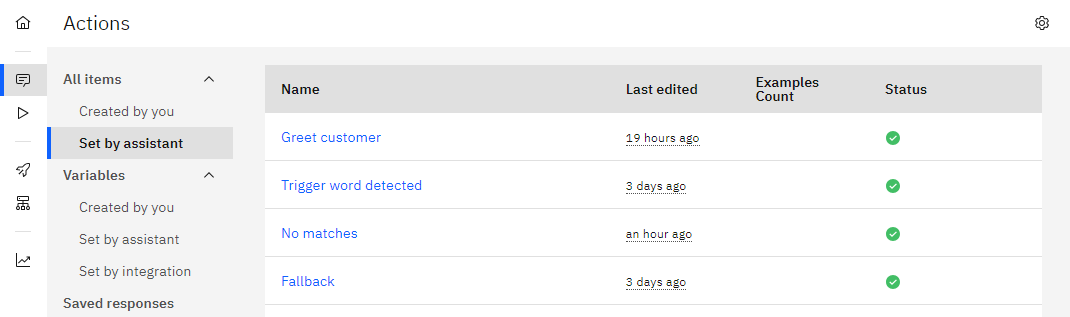 Actions
All items
Created by you
Set by assistant
Variables
Created by you
Set by assistant
Set by integration
Saved responses
Name Last edited Examples Count Status
Greet customer 19 hours ago
Trigger word detected 3 days ago
No matches an hour ago
Fallback 3 days ago